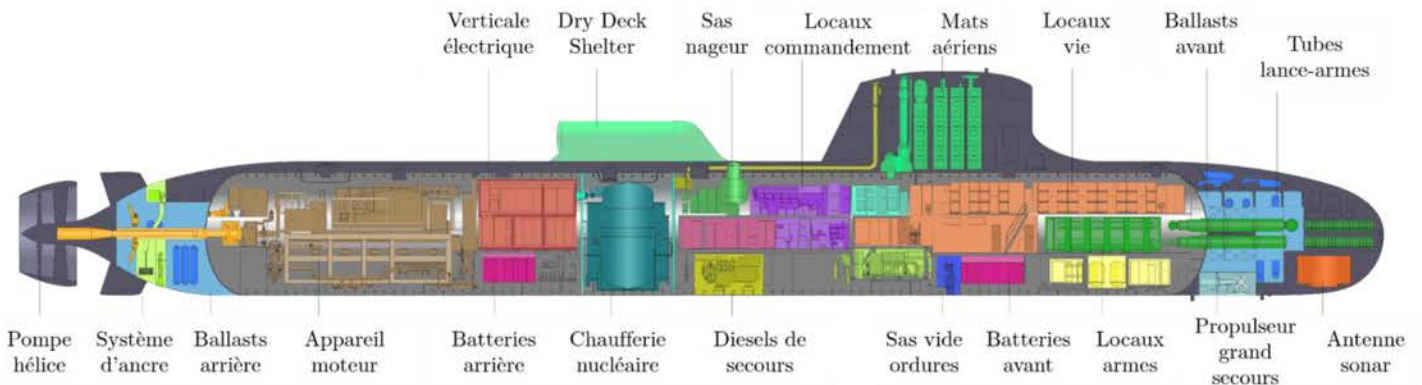 Verticale
électrique
Dry Deck
Shelter
Sas
nageur
Locaux
commandement
Mats
aériens
Locaux
vie
Ballasts
avant
Tubes
lance-armes
Pompe
hélice
Système
d'ancre
Ballasts
arrière
Appareil
moteur
Batteries
arrière
Chaufferie
nucléaire
Diesels de
secours
Sas vide
ordures
Batteries
avant
Locaux
armes
Propulseur
grand
secours
Antenne
sonar